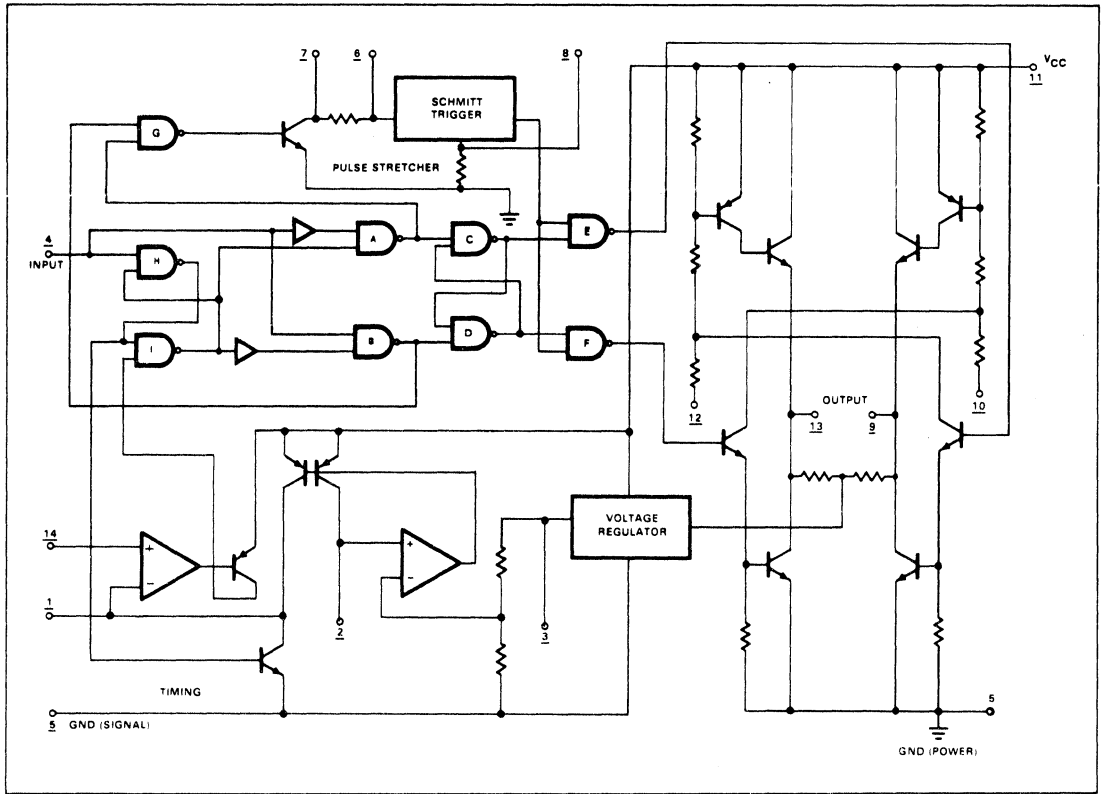 7
6
8
VCC
11
SCHMITT
TRIGGER
G
PULSE STRETCHER
4
INPUT
A
C
E
H
I
B
D
F
12
OUTPUT
13
9
10
14
+
−
+
−
VOLTAGE
REGULATOR
1
2
3
TIMING
5 GND (SIGNAL)
5
GND (POWER)